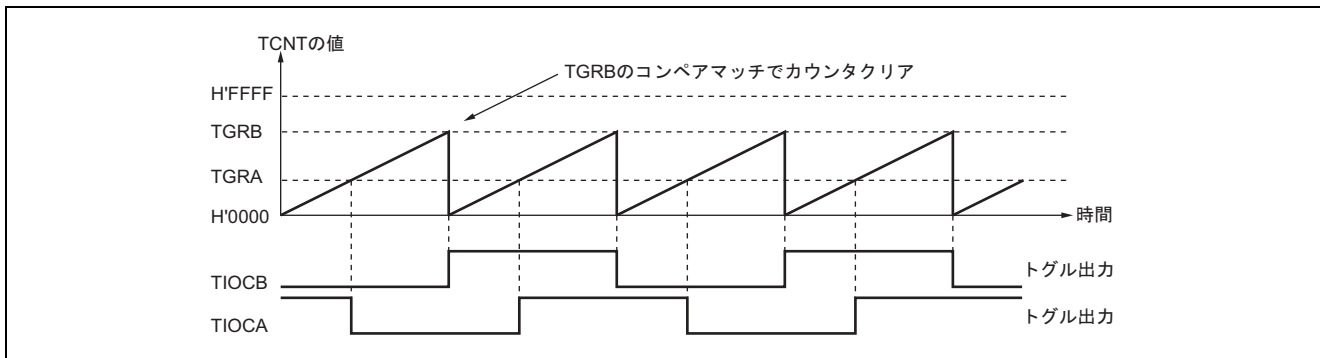 TCNTの値
TGRBのコンペアマッチでカウンタクリア
H'FFFF
TGRB
TGRA
H'0000
時間
TIOCB
トグル出力
TIOCA
トグル出力